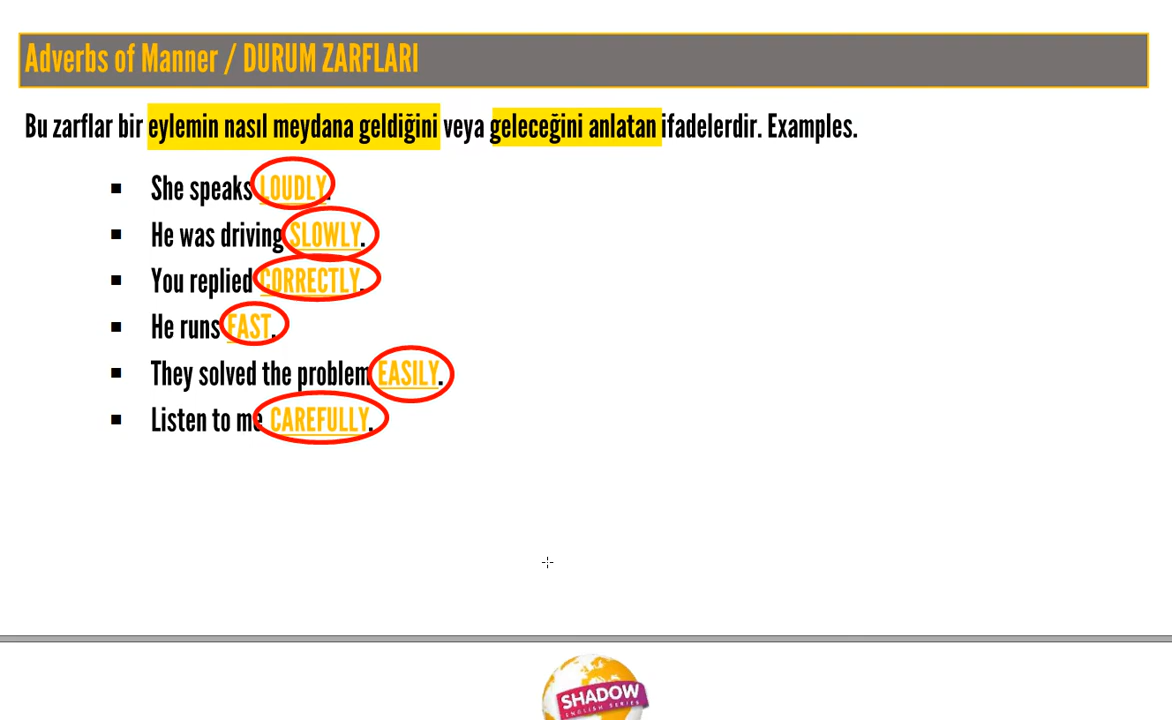 Adverbs of Manner / DURUM ZARFLARI
Bu zarflar bir eylemin nasıl meydana geldiğini veya geleceğini anlatan ifadelerdir. Examples.
▪ She speaks LOUDLY.
▪ He was driving SLOWLY.
▪ You replied CORRECTLY.
▪ He runs FAST.
▪ They solved the problem EASILY.
▪ Listen to me CAREFULLY.
SHADOW
ENGLISH SERIES